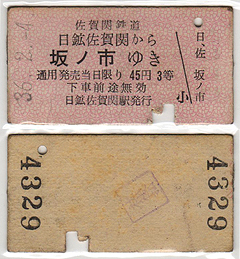 佐賀関鉄道
日鉱佐賀関から
坂ノ市 ゆき
通用発売当日限り 45円 3等
下車前途無効
日鉱佐賀関駅発行
日、佐
坂ノ市
小
4329
4329